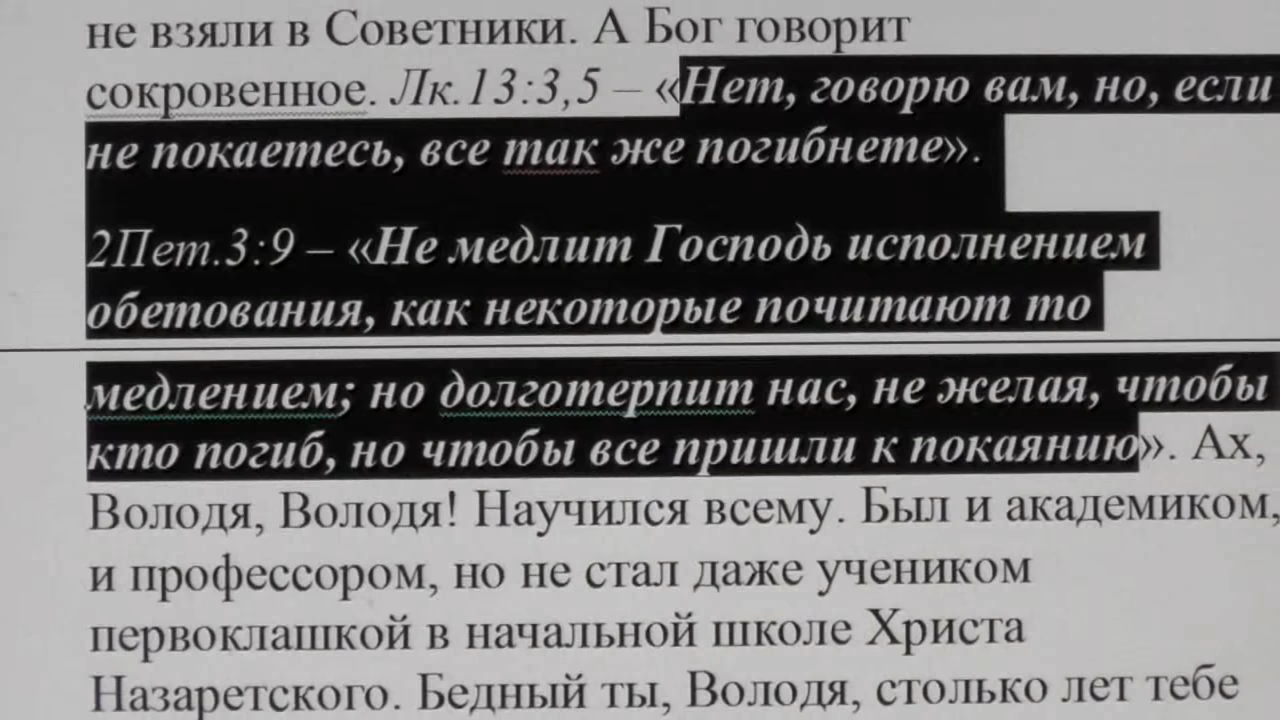 не взяли в Советники. А Бог говорит
сокровенное. Лк.13:3,5 – «Нет, говорю вам, но, если
не покаетесь, все так же погибнете».
2Пет.3:9 – «Не медлит Господь исполнением
обетования, как некоторые почитают то
медлением; но долготерпит нас, не желая, чтобы
кто погиб, но чтобы все пришли к покаянию». Ах,
Володя, Володя! Научился всему. Был и академиком,
и профессором, но не стал даже учеником
первоклашкой в начальной школе Христа
Назаретского. Бедный ты, Володя, столько лет тебе